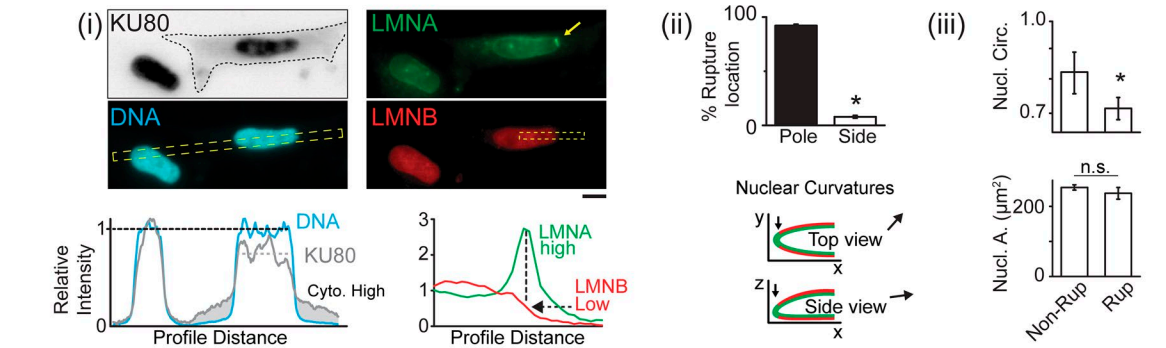 (i)
KU80
LMNA
DNA
LMNB
1
0
Relative
Intensity
DNA
KU80
Cyto. High
Profile Distance
3
2
1
0
LMNA
high
LMNB
Low
Profile Distance
(ii)
100
0
% Rupture
location
*
Pole
Side
Nuclear Curvatures
y
Top view
x
z
Side view
x
(iii)
1.0
0.7
Nucl. Circ.
*
n.s.
200
0
Nucl. A. (μm²)
Non-Rup
Rup